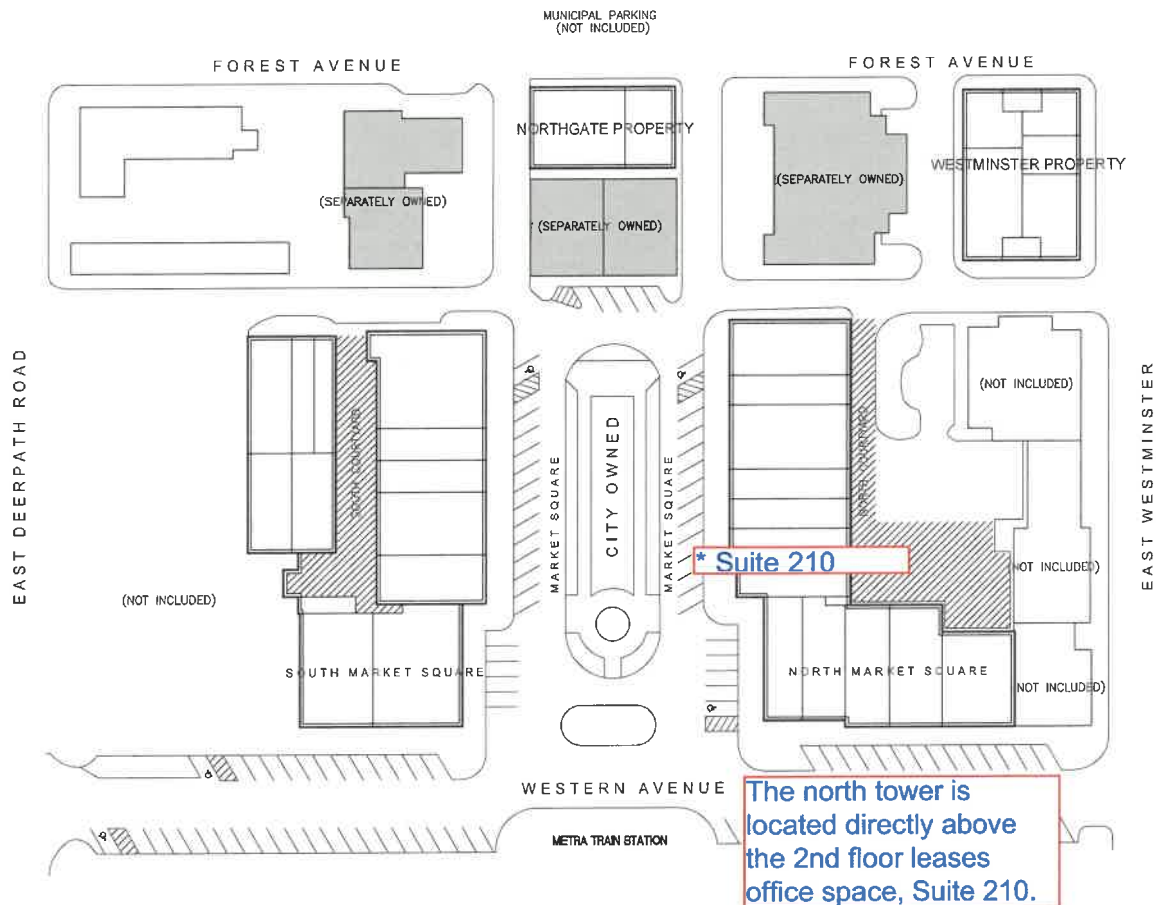 MUNICIPAL PARKING
(NOT INCLUDED)
FOREST AVENUE
FOREST AVENUE
NORTHGATE PROPERTY
WESTMINSTER PROPERTY
(SEPARATELY OWNED)
(SEPARATELY OWNED)
(SEPARATELY OWNED)
EAST DEERPATH ROAD
SOUTH COURTYARD
MARKET SQUARE
CITY OWNED
MARKET SQUARE
NORTH COURTYARD
(NOT INCLUDED)
EAST WESTMINSTER
* Suite 210
(NOT INCLUDED)
(NOT INCLUDED)
SOUTH MARKET SQUARE
NORTH MARKET SQUARE
(NOT INCLUDED)
WESTERN AVENUE
METRA TRAIN STATION
The north tower is
located directly above
the 2nd floor leases
office space, Suite 210.